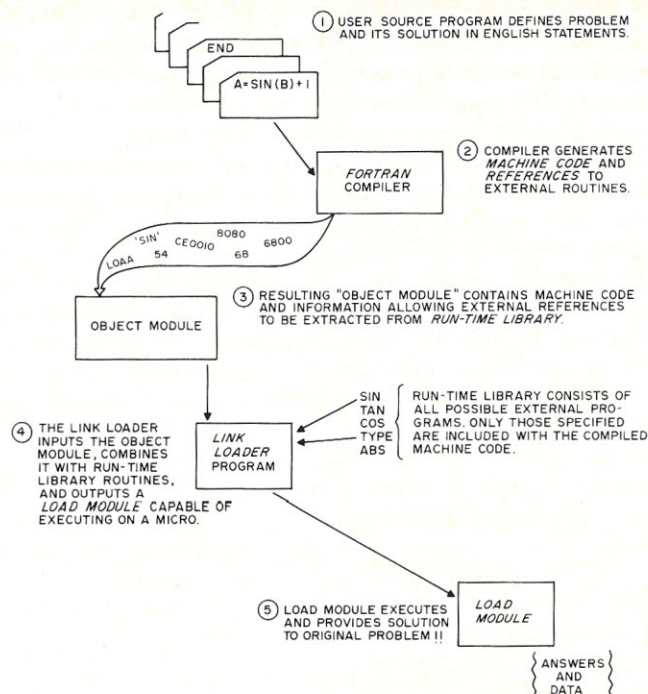 ① USER SOURCE PROGRAM DEFINES PROBLEM
AND ITS SOLUTION IN ENGLISH STATEMENTS.
END
A=SIN(B)+1
② COMPILER GENERATES
MACHINE CODE AND
REFERENCES TO
EXTERNAL ROUTINES.
FORTRAN
COMPILER
LOAA 'SIN' 54 CE0010 8080 68 6800
③ RESULTING "OBJECT MODULE" CONTAINS MACHINE CODE
AND INFORMATION ALLOWING EXTERNAL REFERENCES
TO BE EXTRACTED FROM RUN-TIME LIBRARY.
OBJECT MODULE
④ THE LINK LOADER
INPUTS THE OBJECT
MODULE, COMBINES
IT WITH RUN-TIME
LIBRARY ROUTINES,
AND OUTPUTS A
LOAD MODULE CAPABLE OF
EXECUTING ON A MICRO.
LINK
LOADER
PROGRAM
SIN
TAN
COS
TYPE
ABS
RUN-TIME LIBRARY CONSISTS OF
ALL POSSIBLE EXTERNAL PRO-
GRAMS. ONLY THOSE SPECIFIED
ARE INCLUDED WITH THE COMPILED
MACHINE CODE.
⑤ LOAD MODULE EXECUTES
AND PROVIDES SOLUTION
TO ORIGINAL PROBLEM !!
LOAD
MODULE
ANSWERS
AND
DATA